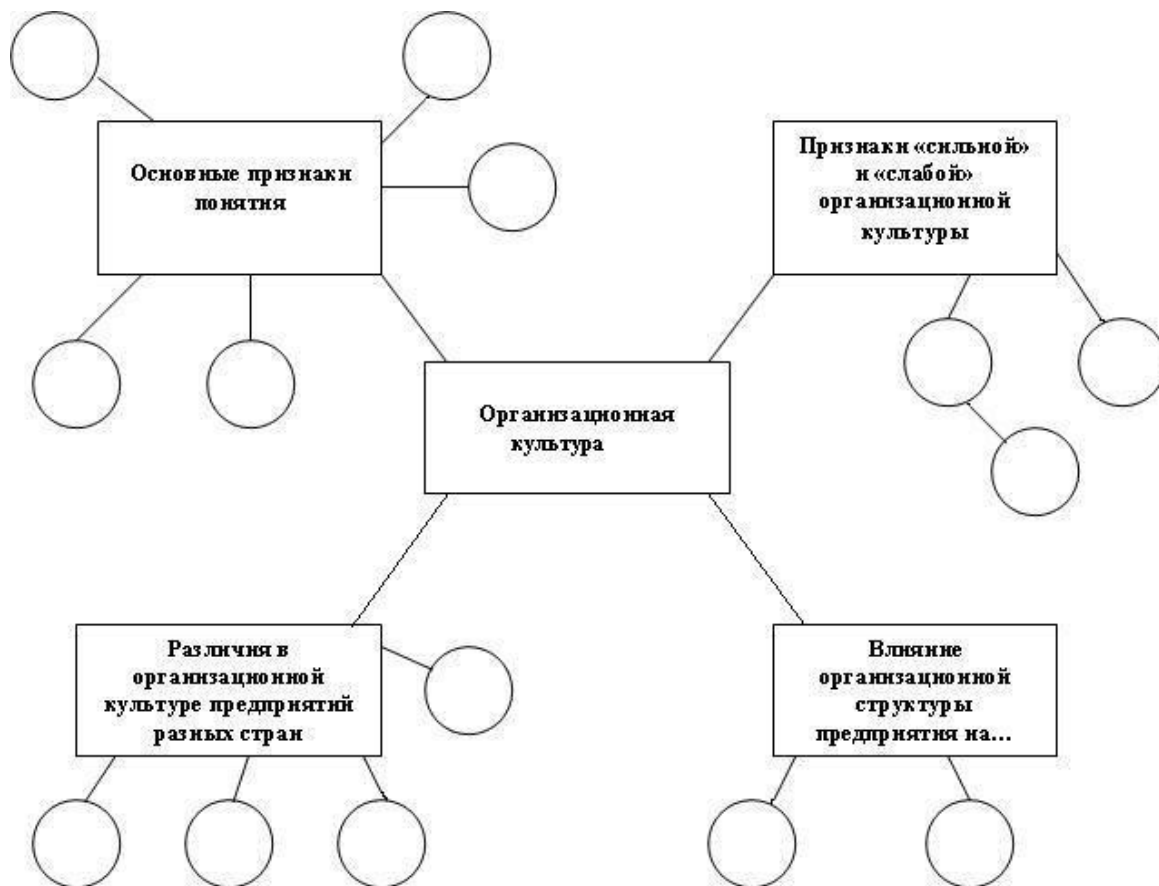 Основные признаки
понятия
Признаки «сильной»
и «слабой»
организационной
культуры
Организационная
культура
Различия в
организационной
культуре предприятий
разных стран
Влияние
организационной
структуры
предприятия на...